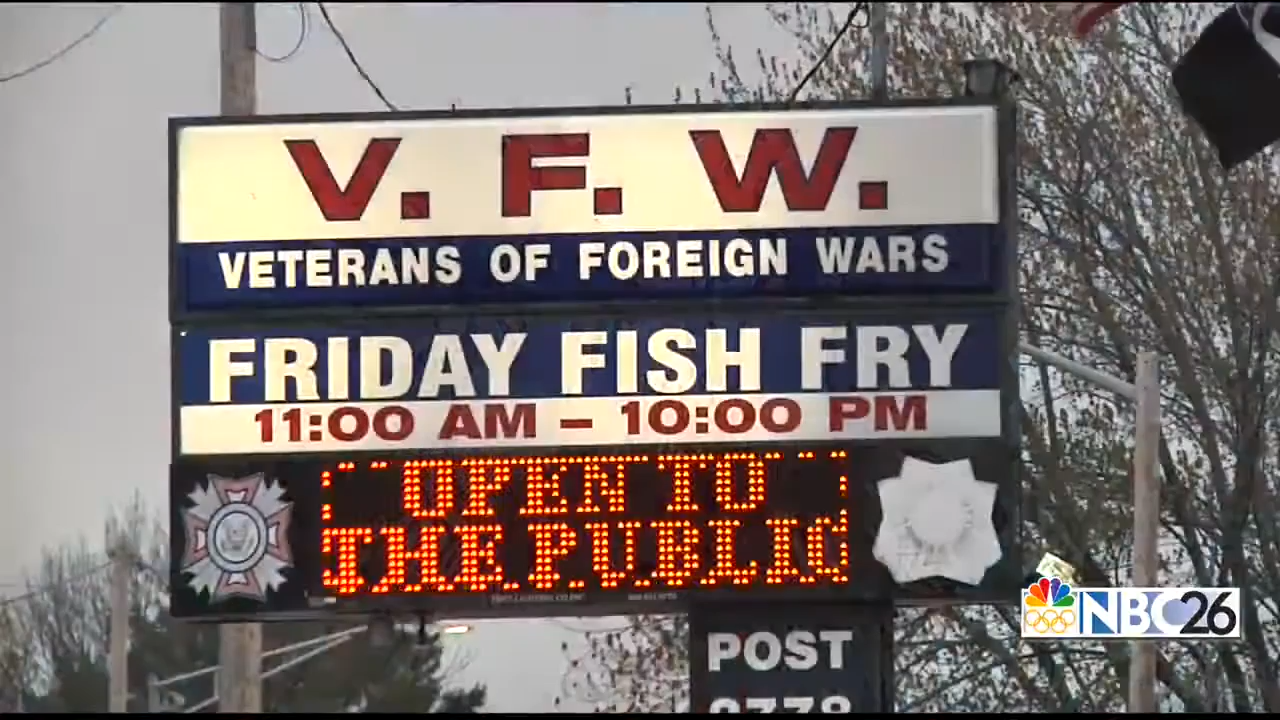 V. F. W.
VETERANS OF FOREIGN WARS
FRIDAY FISH FRY
11:00 AM – 10:00 PM
OPEN TO
THE PUBLIC
POST
NBC26